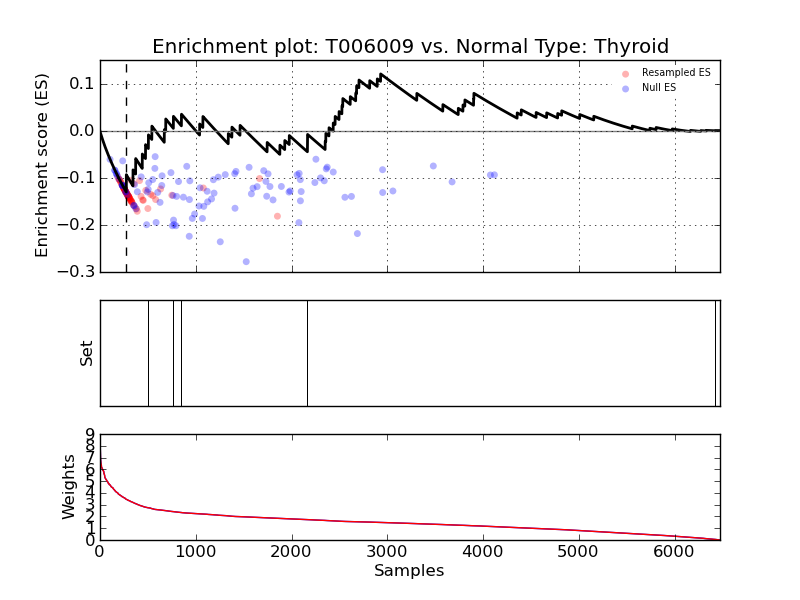 Enrichment plot: T006009 vs. Normal Type: Thyroid
Enrichment score (ES)
0.1
0.0
−0.1
−0.2
−0.3
Resampled ES
Null ES
Set
Weights
9
8
7
6
5
4
3
2
1
0
0 1000 2000 3000 4000 5000 6000
Samples